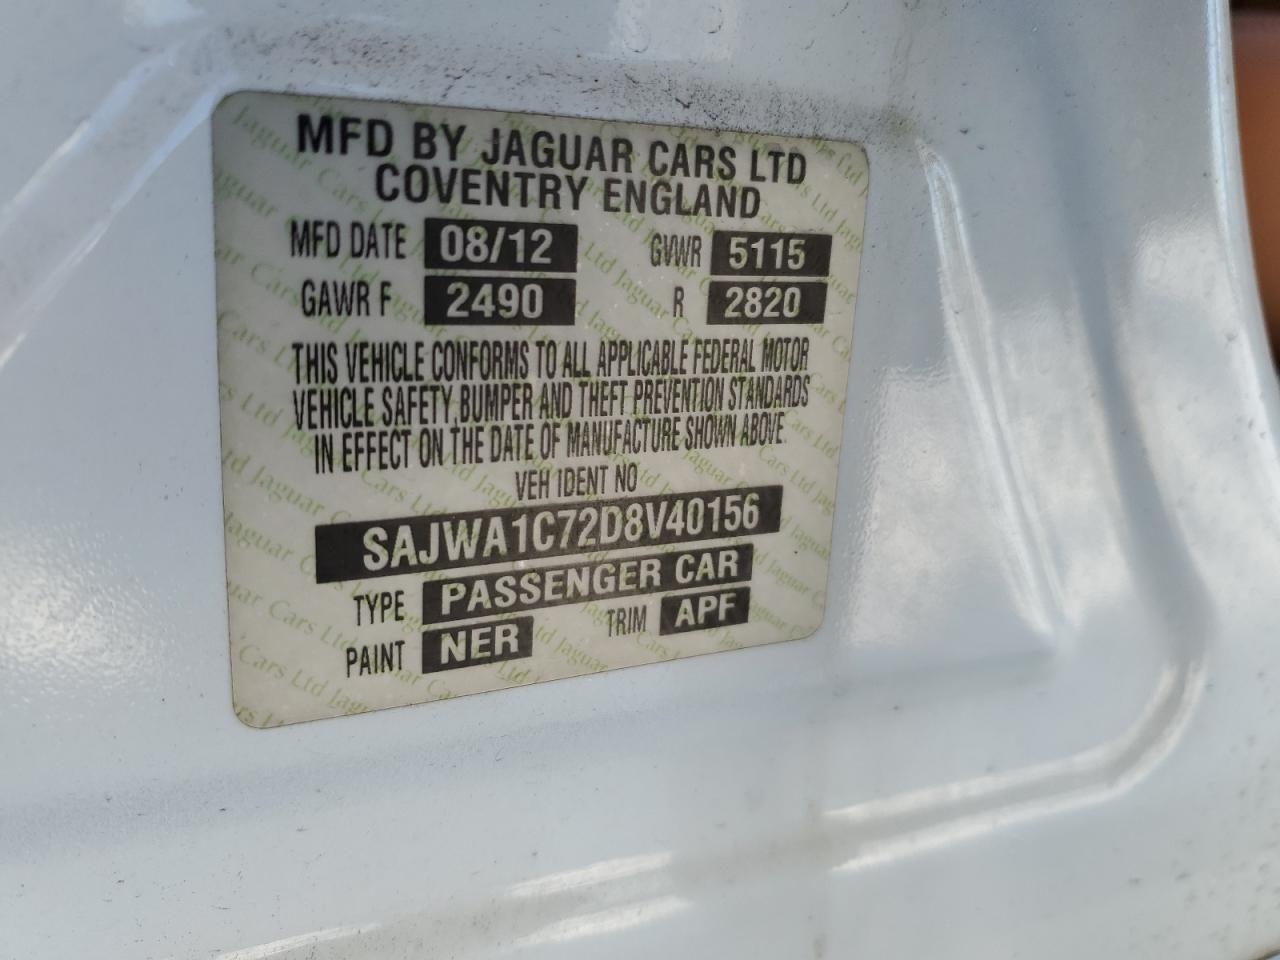 MFD BY JAGUAR CARS LTD
COVENTRY ENGLAND
MFD DATE 08/12 GVWR 5115
GAWR F 2490 R 2820
THIS VEHICLE CONFORMS TO ALL APPLICABLE FEDERAL MOTOR
VEHICLE SAFETY, BUMPER AND THEFT PREVENTION STANDARDS
IN EFFECT ON THE DATE OF MANUFACTURE SHOWN ABOVE.
VEH IDENT NO
SAJWA1C72D8V40156
TYPE PASSENGER CAR
PAINT NER TRIM APF